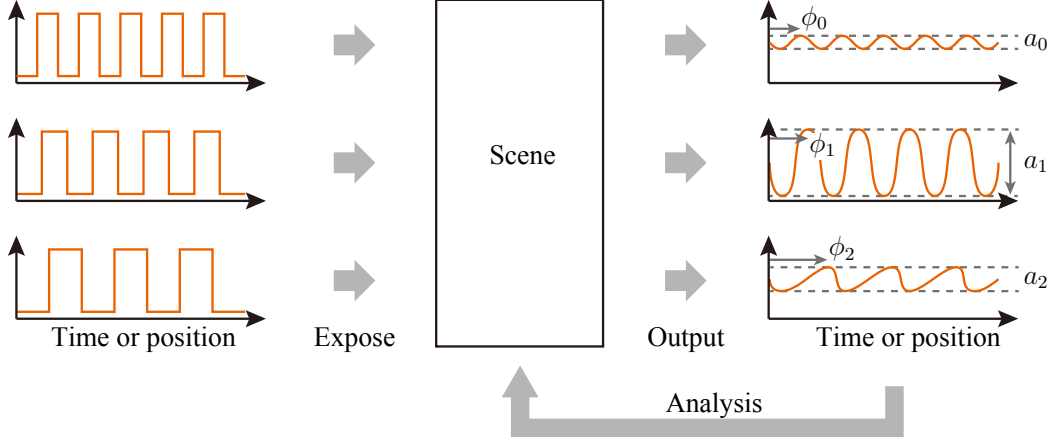 ϕ₀
a₀
Scene
ϕ₁
a₁
ϕ₂
a₂
Time or position
Expose
Output
Time or position
Analysis